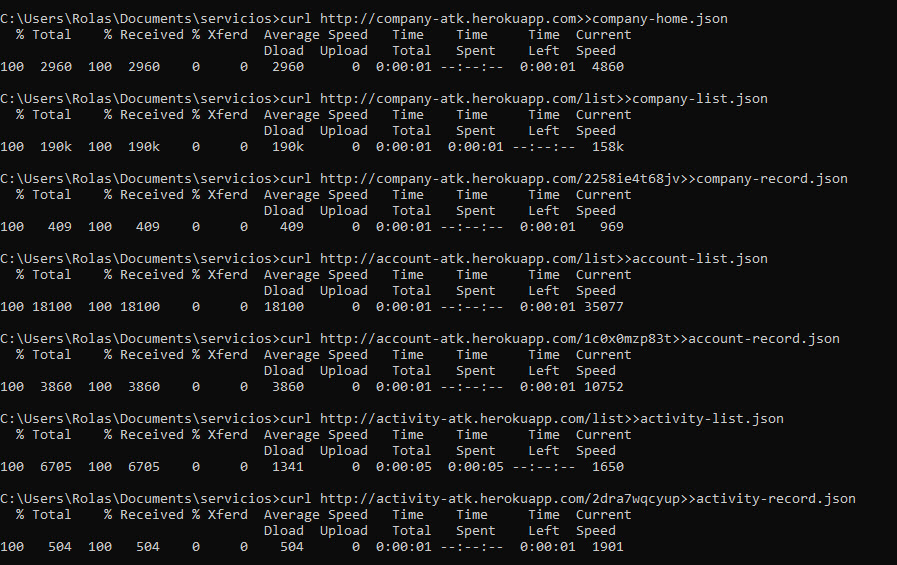 C:\Users\Rolas\Documents\servicios>curl http://company-atk.herokuapp.com>>company-home.json
  % Total    % Received % Xferd  Average Speed   Time    Time     Time  Current
                                 Dload  Upload   Total   Spent    Left  Speed
100  2960  100  2960    0     0   2960      0  0:00:01 --:--:--  0:00:01  4860

C:\Users\Rolas\Documents\servicios>curl http://company-atk.herokuapp.com/list>>company-list.json
  % Total    % Received % Xferd  Average Speed   Time    Time     Time  Current
                                 Dload  Upload   Total   Spent    Left  Speed
100  190k  100  190k    0     0   190k      0  0:00:01  0:00:01 --:--:--  158k

C:\Users\Rolas\Documents\servicios>curl http://company-atk.herokuapp.com/2258ie4t68jv>>company-record.json
  % Total    % Received % Xferd  Average Speed   Time    Time     Time  Current
                                 Dload  Upload   Total   Spent    Left  Speed
100   409  100   409    0     0    409      0  0:00:01 --:--:--  0:00:01   969

C:\Users\Rolas\Documents\servicios>curl http://account-atk.herokuapp.com/list>>account-list.json
  % Total    % Received % Xferd  Average Speed   Time    Time     Time  Current
                                 Dload  Upload   Total   Spent    Left  Speed
100 18100  100 18100    0     0  18100      0  0:00:01 --:--:--  0:00:01 35077

C:\Users\Rolas\Documents\servicios>curl http://account-atk.herokuapp.com/1c0x0mzp83t>>account-record.json
  % Total    % Received % Xferd  Average Speed   Time    Time     Time  Current
                                 Dload  Upload   Total   Spent    Left  Speed
100  3860  100  3860    0     0   3860      0  0:00:01 --:--:--  0:00:01 10752

C:\Users\Rolas\Documents\servicios>curl http://activity-atk.herokuapp.com/list>>activity-list.json
  % Total    % Received % Xferd  Average Speed   Time    Time     Time  Current
                                 Dload  Upload   Total   Spent    Left  Speed
100  6705  100  6705    0     0   1341      0  0:00:05  0:00:05 --:--:--  1650

C:\Users\Rolas\Documents\servicios>curl http://activity-atk.herokuapp.com/2dra7wqcyup>>activity-record.json
  % Total    % Received % Xferd  Average Speed   Time    Time     Time  Current
                                 Dload  Upload   Total   Spent    Left  Speed
100   504  100   504    0     0    504      0  0:00:01 --:--:--  0:00:01  1901